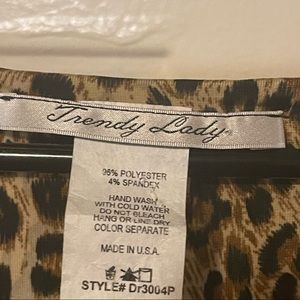 Trendy Lady
96% POLYESTER
4% SPANDEX
HAND WASH
WITH COLD WATER
DO NOT BLEACH
HANG OR LINE DRY
COLOR SEPARATE
MADE IN U.S.A.
STYLE# Dr3004P